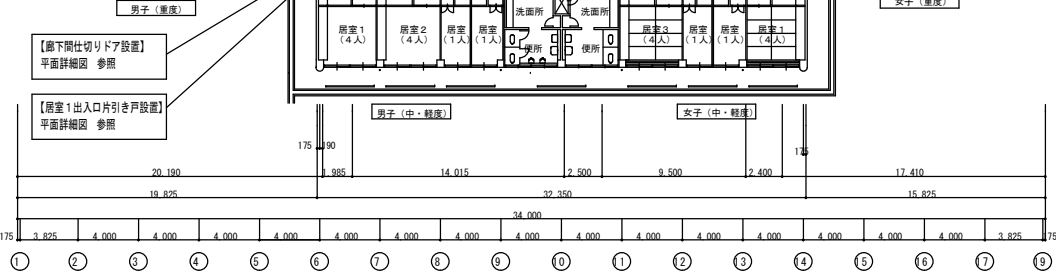 男子（重度）
女子（重度）
【廊下間仕切りドア設置】
平面詳細図　参照
【居室１出入口片引き戸設置】
平面詳細図　参照
洗面所
洗面所
居室１
（４人）
居室２
（４人）
居室
（１人）
居室
（１人）
便所
便所
居室３
（４人）
居室
（１人）
居室
（１人）
居室１
（４人）
男子（中・軽度）
女子（中・軽度）
175 190
175
20.190 1.985 14.015 2.500 9.500 2.400 17.410
19.825 32.350 15.825
34.000
175 3.825 4.000 4.000 4.000 4.000 4.000 4.000 4.000 4.000 4.000 4.000 4.000 4.000 4.000 4.000 4.000 3.825 175
1 2 3 4 5 6 7 8 9 10 11 12 13 14 15 16 17 19